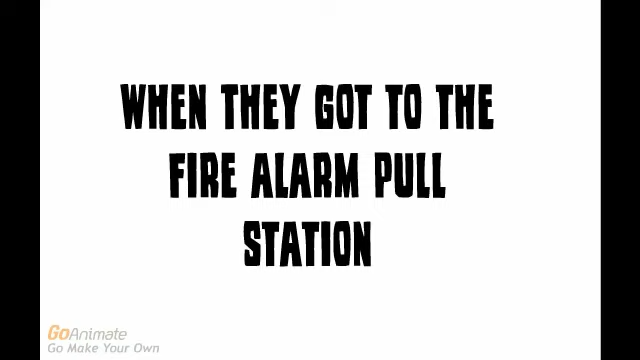 WHEN THEY GOT TO THE
FIRE ALARM PULL
STATION
GoAnimate
Go Make Your Own